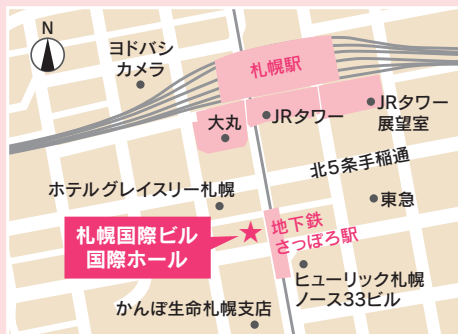 N
ヨドバシ
カメラ
札幌駅
大丸
JRタワー
JRタワー
展望室
北5条手稲通
ホテルグレイスリー札幌
東急
地下鉄
さっぽろ駅
札幌国際ビル
国際ホール
ヒューリック札幌
ノース33ビル
かんぽ生命札幌支店